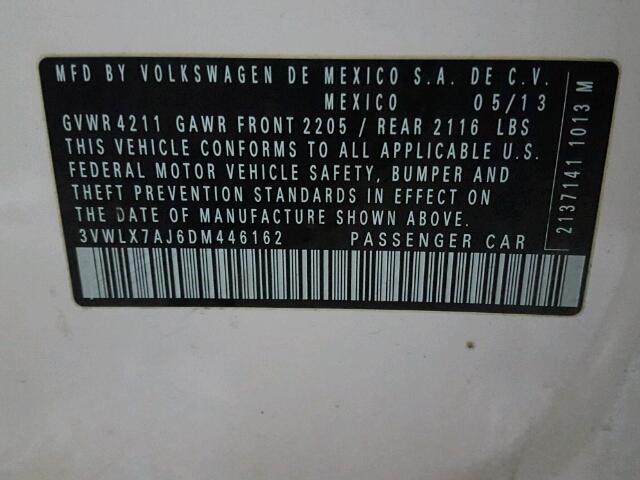 MFD BY VOLKSWAGEN DE MEXICO S.A. DE C.V.
MEXICO 05/13
GVWR 4211 GAWR FRONT 2205 / REAR 2116 LBS
THIS VEHICLE CONFORMS TO ALL APPLICABLE U.S.
FEDERAL MOTOR VEHICLE SAFETY, BUMPER AND
THEFT PREVENTION STANDARDS IN EFFECT ON
THE DATE OF MANUFACTURE SHOWN ABOVE.
3VWLX7AJ6DM446162 PASSENGER CAR
2137141 1013 M